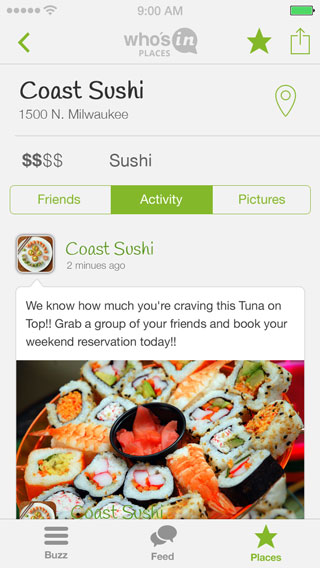 9:00 AM
who's in
PLACES
Coast Sushi
1500 N. Milwaukee
$$$$ Sushi
Friends Activity Pictures
Coast Sushi
2 minues ago
We know how much you're craving this Tuna on
Top!! Grab a group of your friends and book your
weekend reservation today!!
Coast Sushi
Buzz Feed Places